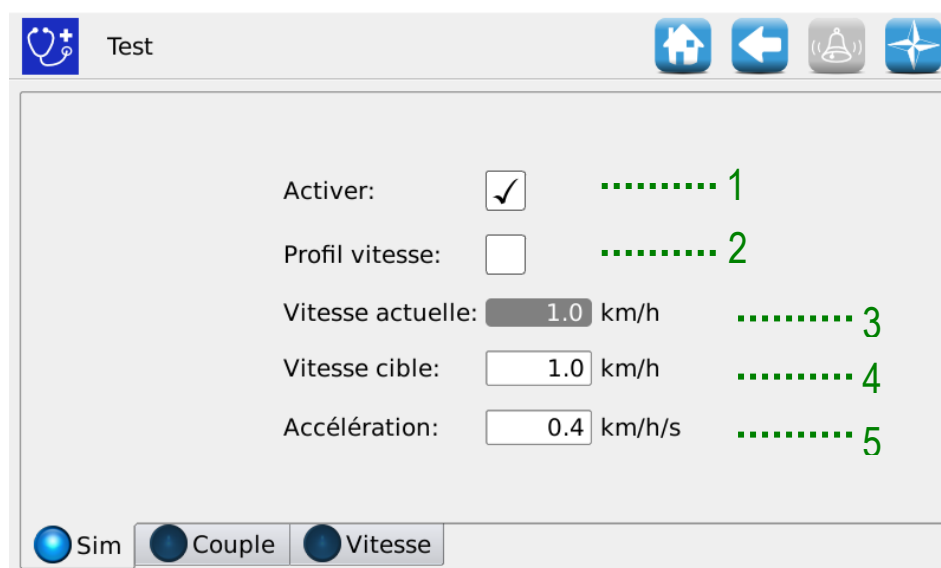 Test
Activer: ✓ .......... 1
Profil vitesse: .......... 2
Vitesse actuelle: 1.0 km/h .......... 3
Vitesse cible: 1.0 km/h .......... 4
Accélération: 0.4 km/h/s .......... 5
Sim Couple Vitesse